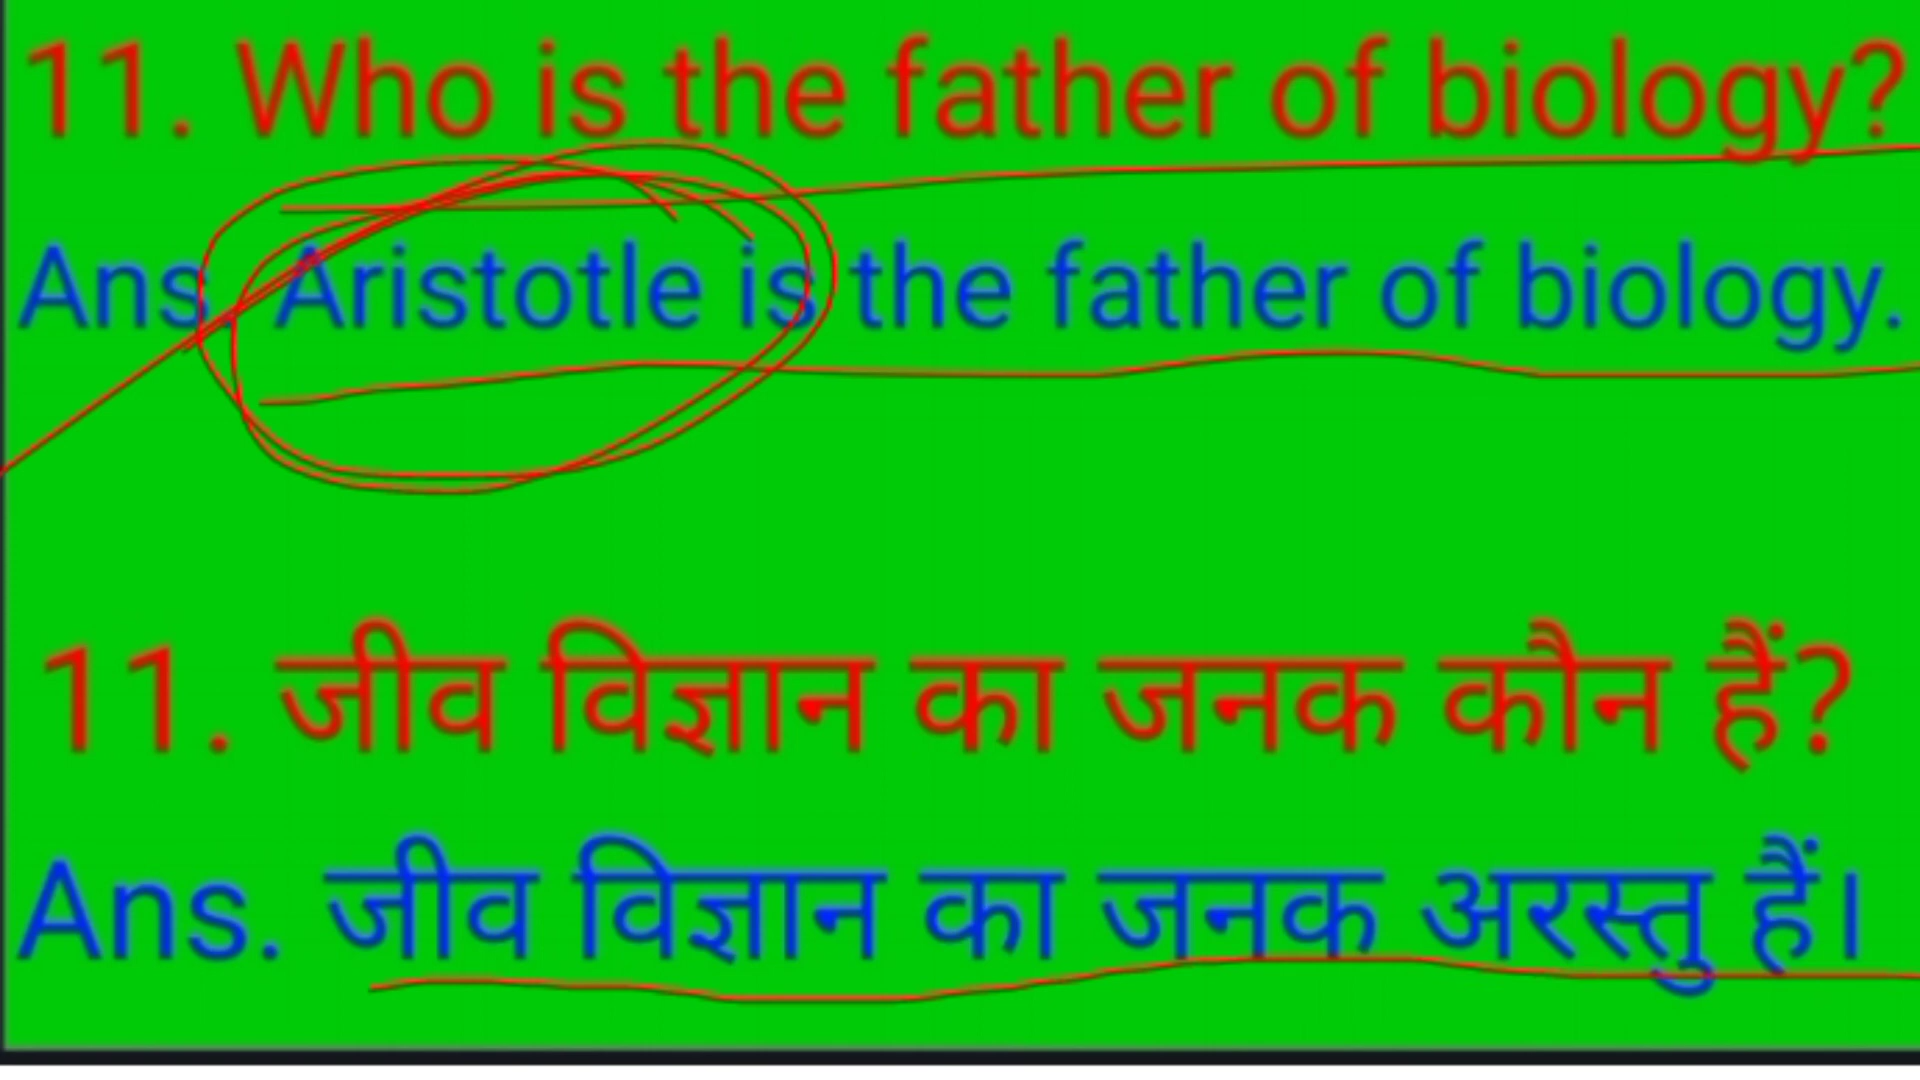 11. Who is the father of biology?
Ans. Aristotle is the father of biology.
11. जीव विज्ञान का जनक कौन हैं?
Ans. जीव विज्ञान का जनक अरस्तु हैं।